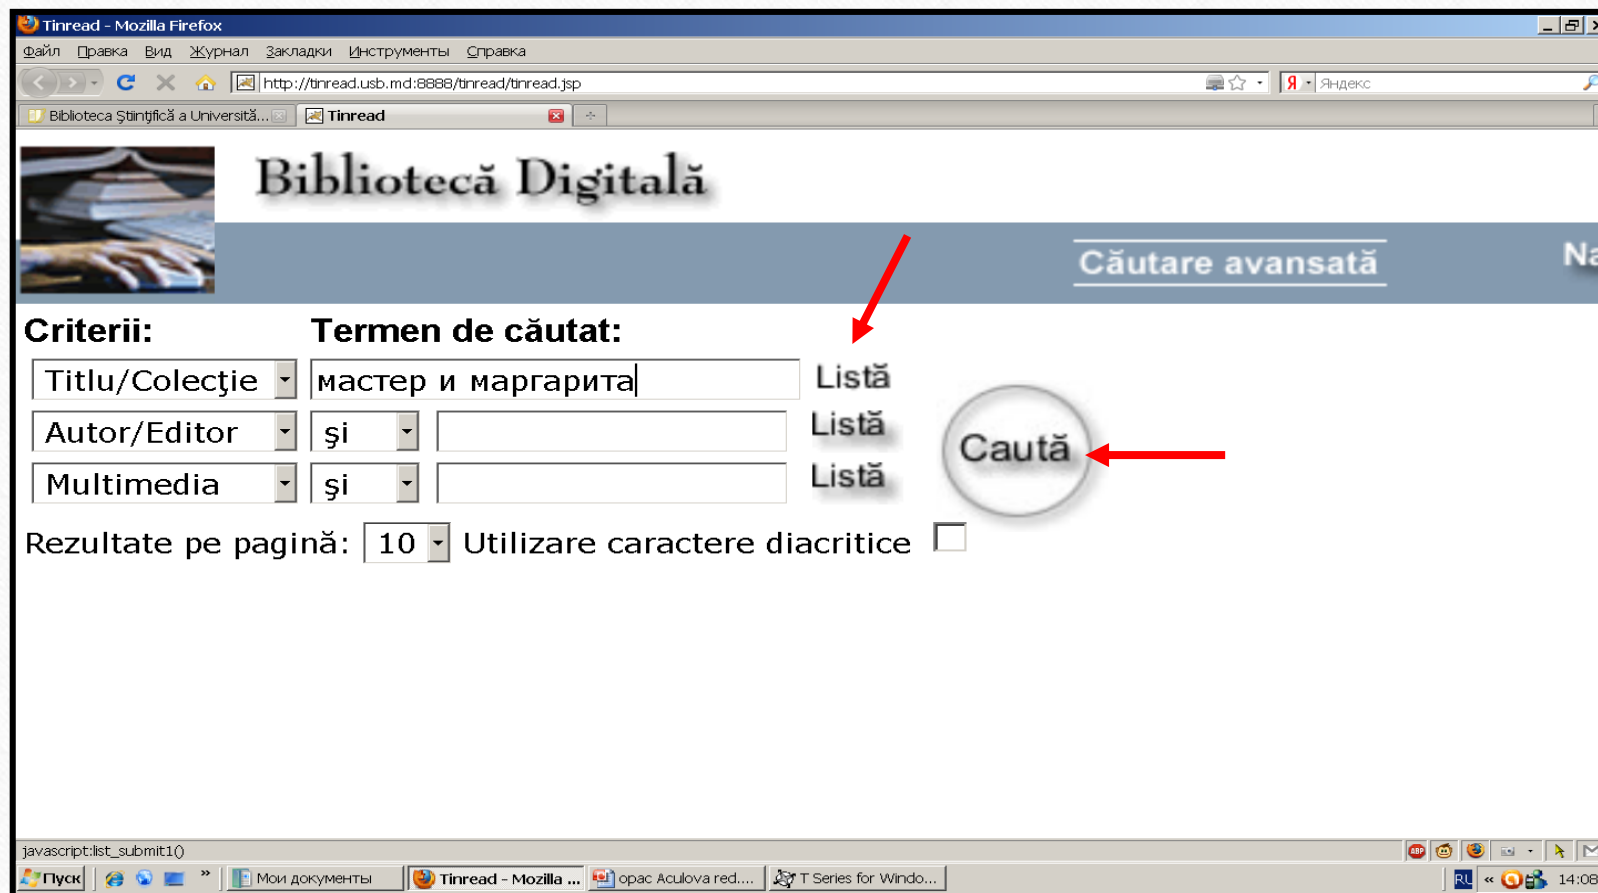 Tinread - Mozilla Firefox
Файл Правка Вид Журнал Закладки Инструменты Справка
http://tinread.usb.md:8888/tinread/tinread.jsp Я Яндекс
Biblioteca Ştiinţifică a Universită... Tinread
Bibliotecă Digitală
Căutare avansată Na
Criterii: Termen de căutat:
Titlu/Colecţie мастер и маргарита Listă
Autor/Editor şi Listă
Caută
Multimedia şi Listă
Rezultate pe pagină: 10 Utilizare caractere diacritice
javascript:list_submit1() ABP
Пуск » Мои документы Tinread - Mozilla ... opac Aculova red.... T Series for Windo... RU « 14:08